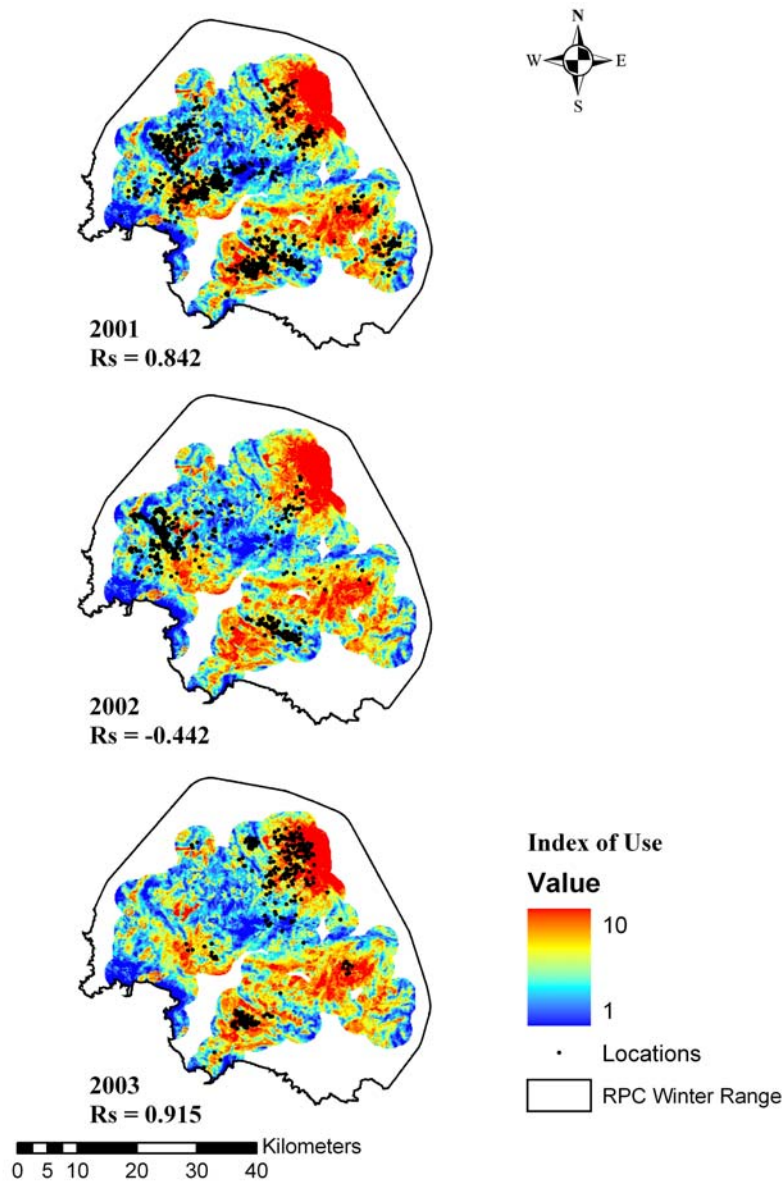 N
W E
S
2001
Rs = 0.842
2002
Rs = -0.442
2003
Rs = 0.915
Index of Use
Value
10
1
Locations
RPC Winter Range
Kilometers
0 5 10 20 30 40